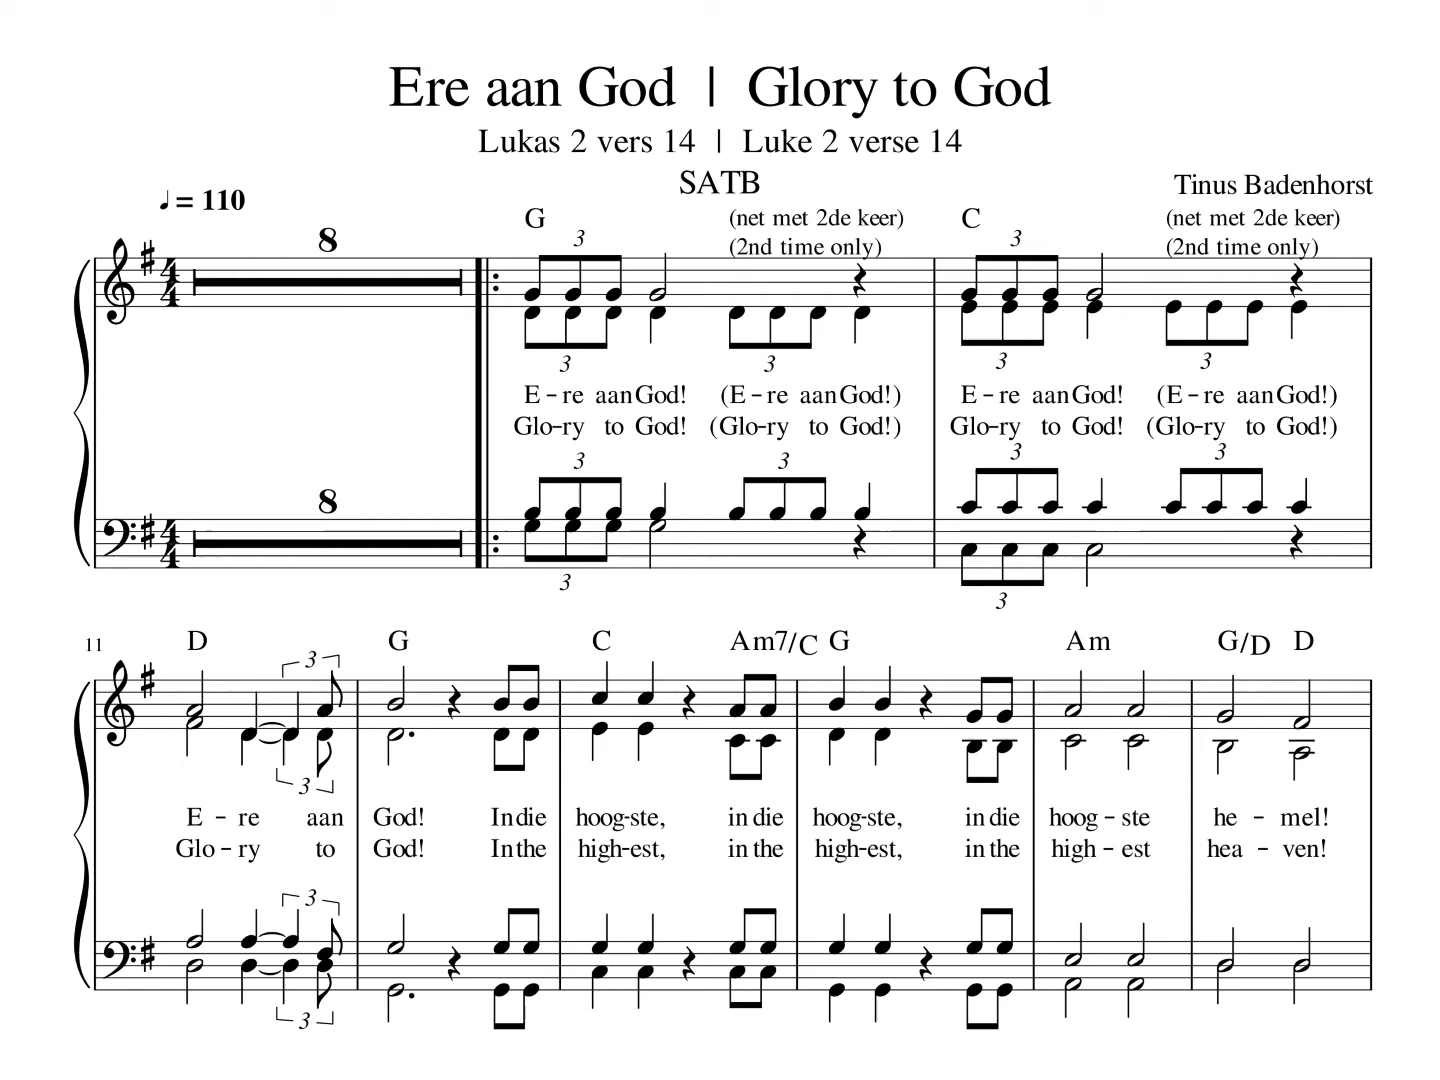 Ere aan God | Glory to God
Lukas 2 vers 14 | Luke 2 verse 14
SATB
Tinus Badenhorst
♩ = 110
G (net met 2de keer) C (net met 2de keer)
(2nd time only) (2nd time only)
8 3 3
4
4
3 3 3 3
E – re aan God! (E – re aan God!) E – re aan God! (E – re aan God!)
Glo – ry to God! (Glo – ry to God!) Glo – ry to God! (Glo – ry to God!)
3 3 3 3
8
4
4
3 3
11 D G C Am7/C G Am G/D D
3
3
E – re aan God! In die hoog - ste, in die hoog - ste, in die hoog – ste he – mel!
Glo – ry to God! In the high – est, in the high – est, in the high – est hea – ven!
3
3